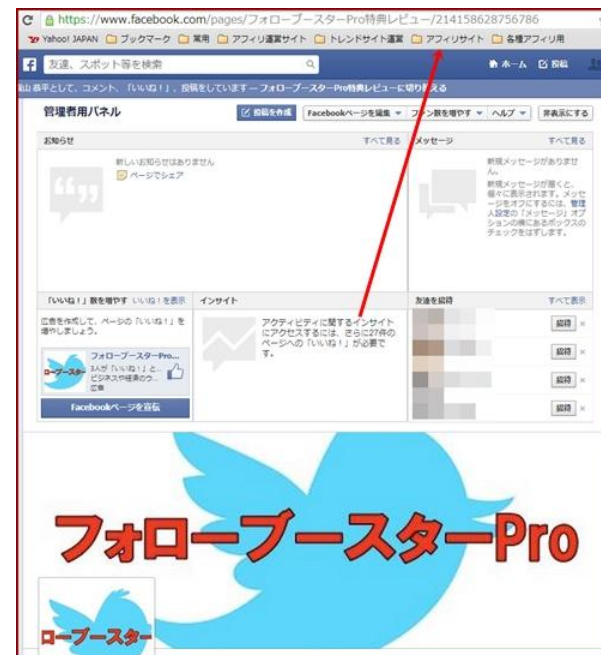 https://www.facebook.com/pages/フォローブースターPro特典レビュー/214158628756786
Yahoo! JAPAN ブックマーク 常用 アフィリ運営サイト トレンドサイト運営 アフィリサイト 各種アフィリ用
友達、スポット等を検索
ホーム 投稿
恭平として、コメント、「いいね！」、投稿をしています — フォローブースターPro特典レビューに切り替える
管理者用パネル
投稿を作成 Facebookページを編集 ファン数を増やす ヘルプ 非表示にする
お知らせ すべて見る
新しいお知らせはありません
ページでシェア
メッセージ すべて見る
新規メッセージがありません。
新規メッセージが届くと、様々に表示されます。メッセージをオフにするには、管理人設定の「メッセージ」オプションの横にあるボックスのチェックをはずします。
「いいね！」数を増やす いいね！を表示
広告を作成して、ページの「いいね！」を増やしましょう。
フォローブースターPro...
3人が「いいね！」と...
ビジネスや経済のウ...
広告
ローブースター
Facebookページを宣伝
インサイト
アクティビティに関するインサイトにアクセスするには、さらに27件のページへの「いいね！」が必要です。
友達を招待 すべて表示
招待
招待
招待
招待
フォローブースターPro
ローブースター